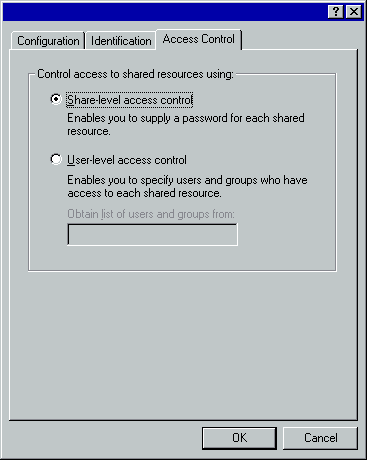 Configuration Identification Access Control
Control access to shared resources using:
Share-level access control
Enables you to supply a password for each shared
resource.
User-level access control
Enables you to specify users and groups who have
access to each shared resource.
Obtain list of users and groups from:
OK Cancel